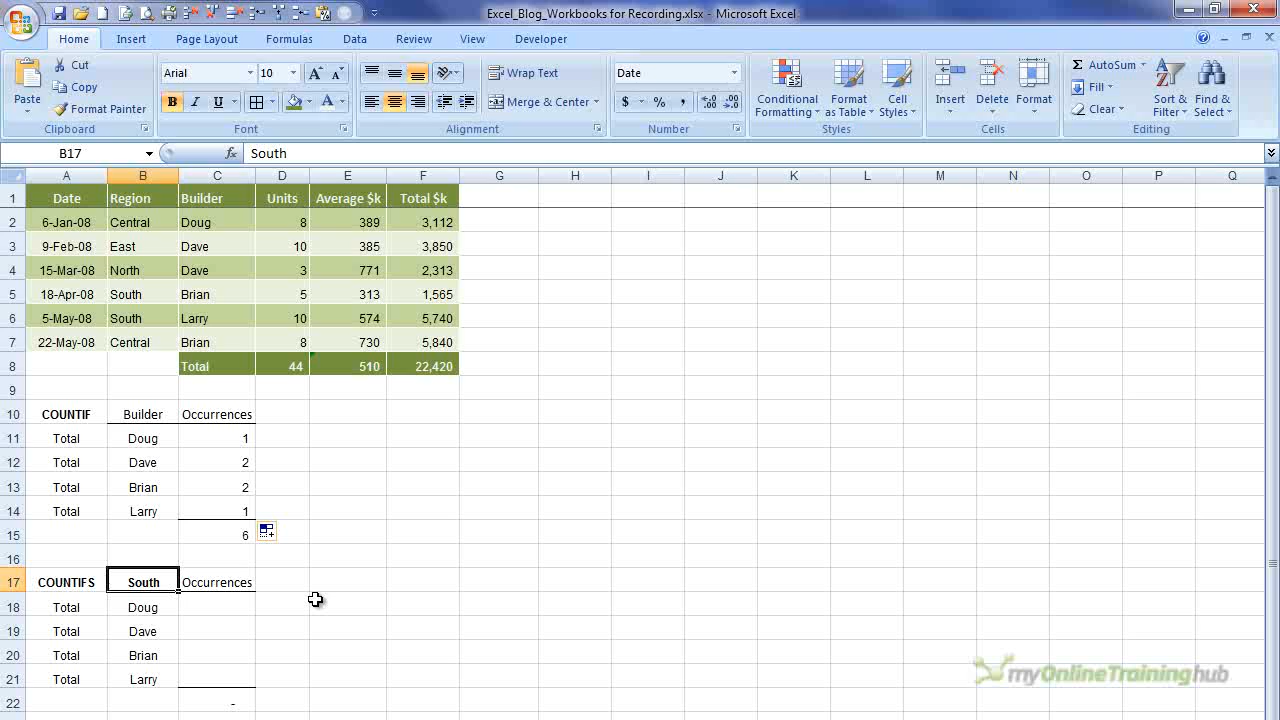 Excel_Blog_Workbooks for Recording.xlsx - Microsoft Excel
Home Insert Page Layout Formulas Data Review View Developer
Paste Cut Copy Format Painter Clipboard
Arial 10 B I U A A A Font
Wrap Text Merge & Center Alignment
Date $ % , .0 .00 .00 .0 Number
Conditional Formatting Format as Table Cell Styles Styles
Insert Delete Format Cells
Σ AutoSum Fill Clear Sort & Filter Find & Select Editing
B17 fx South
A B C D E F G H I J K L M N O P Q
1 Date Region Builder Units Average $k Total $k
2 6-Jan-08 Central Doug 8 389 3,112
3 9-Feb-08 East Dave 10 385 3,850
4 15-Mar-08 North Dave 3 771 2,313
5 18-Apr-08 South Brian 5 313 1,565
6 5-May-08 South Larry 10 574 5,740
7 22-May-08 Central Brian 8 730 5,840
8 Total 44 510 22,420
9
10 COUNTIF Builder Occurrences
11 Total Doug 1
12 Total Dave 2
13 Total Brian 2
14 Total Larry 1
15 6
16
17 COUNTIFS South Occurrences
18 Total Doug
19 Total Dave
20 Total Brian
21 Total Larry
22 -
myOnlineTraininghub